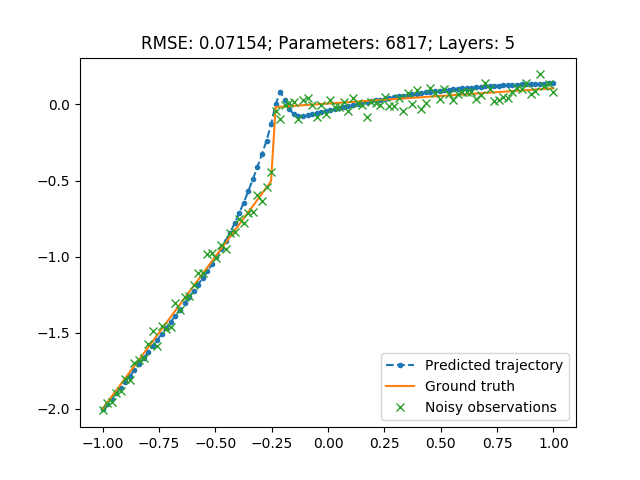 RMSE: 0.07154; Parameters: 6817; Layers: 5
0.0
−0.5
−1.0
−1.5
−2.0
Predicted trajectory
Ground truth
Noisy observations
−1.00 −0.75 −0.50 −0.25 0.00 0.25 0.50 0.75 1.00